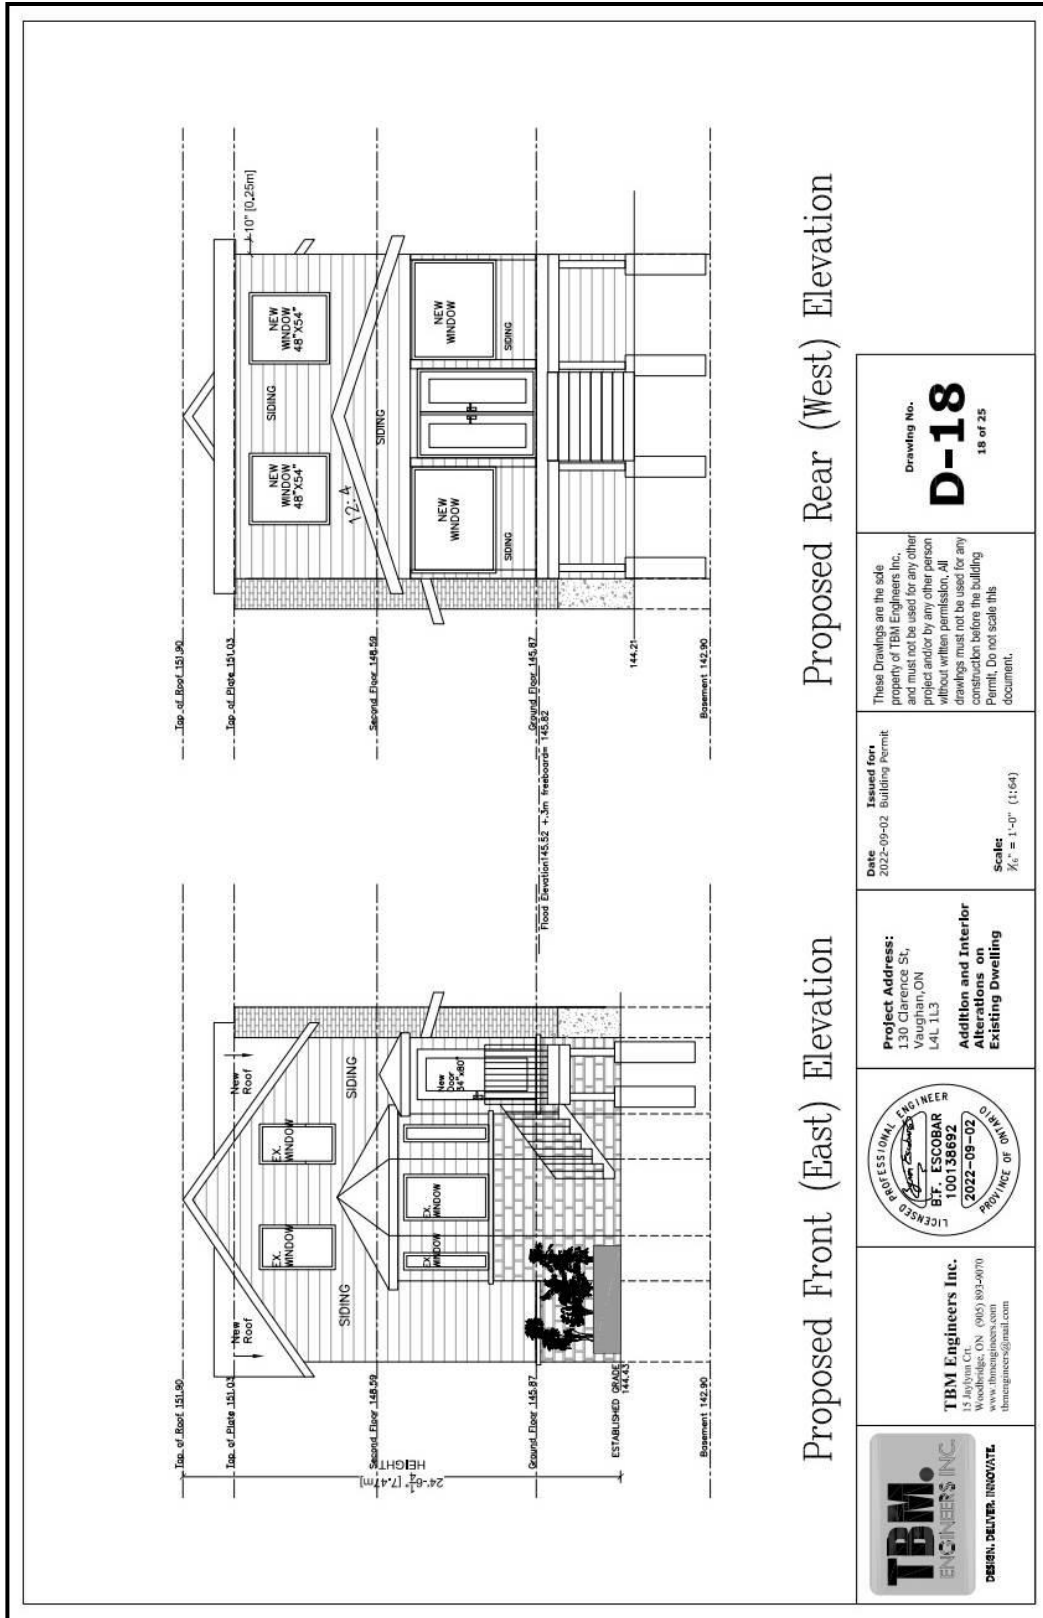 Top of Roof 151.90
Top of Plate 151.03
Second Floor 148.59
Ground Floor 145.87
ESTABLISHED GRADE
144.43
Basement 142.90
24'-6 1/4" [7.47m]
HEIGHT
New
Roof
New
Roof
EX.
WINDOW
EX.
WINDOW
SIDING
SIDING
EX.
WINDOW
EX.
WINDOW
New
Door
34"x80"
Flood Elevation145.52 +.3m freeboard= 145.82
Top of Roof 151.90
Top of Plate 151.03
Second Floor 148.59
Ground Floor 145.87
144.21
Basement 142.90
10" [0.25m]
NEW
WINDOW
48"X54"
NEW
WINDOW
48"X54"
SIDING
12:4
SIDING
NEW
WINDOW
NEW
WINDOW
SIDING
SIDING
Proposed Front (East) Elevation
Proposed Rear (West) Elevation
TBM.
ENGINEERS INC.
DESIGN. DELIVER. INNOVATE.
TBM Engineers Inc.
15 Jaylynn Crt.
Woodbridge, ON (905) 893-9070
www.tbmengineers.com
tbmengineers@mail.com
LICENSED PROFESSIONAL ENGINEER
B.F. ESCOBAR
100138692
2022-09-02
PROVINCE OF ONTARIO
Project Address:
130 Clarence St,
Vaughan,ON
L4L 1L3
Addition and Interior
Alterations on
Existing Dwelling
Date Issued for:
2022-09-02 Building Permit
Scale:
3/16" = 1'-0" (1:64)
These Drawings are the sole
property of TBM Engineers Inc.
and must not be used for any other
project and/or by any other person
without written permission. All
drawings must not be used for any
construction before the building
Permit. Do not scale this
document.
Drawing No.
D-18
18 of 25